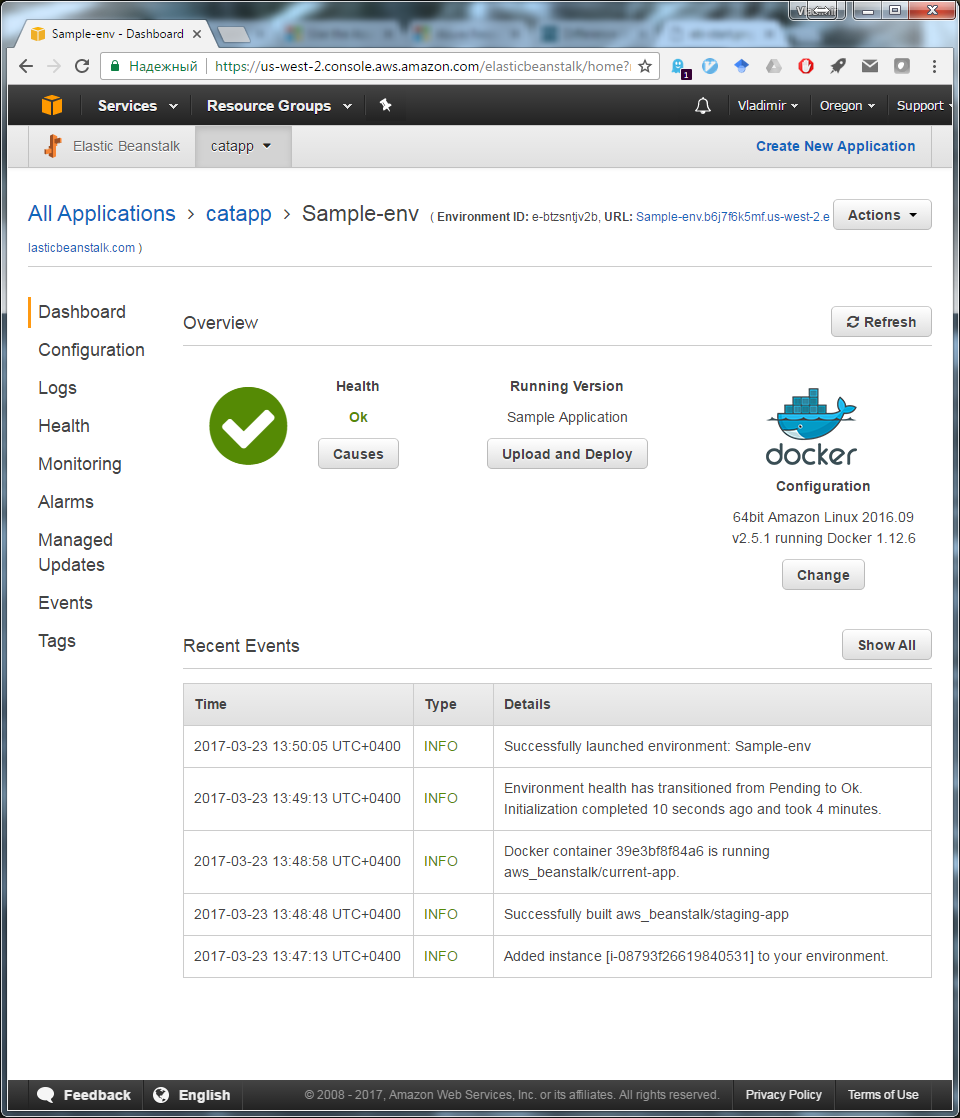 Sample-env - Dashboard
Надежный https://us-west-2.console.aws.amazon.com/elasticbeanstalk/home?
1
Services Resource Groups Vladimir Oregon Support
Elastic Beanstalk catapp Create New Application
All Applications > catapp > Sample-env ( Environment ID: e-btzsntjv2b, URL: Sample-env.b6j7f6k5mf.us-west-2.e
lasticbeanstalk.com ) Actions
Dashboard
Configuration
Logs
Health
Monitoring
Alarms
Managed
Updates
Events
Tags
Overview Refresh
Health
Ok
Causes
Running Version
Sample Application
Upload and Deploy
docker
Configuration
64bit Amazon Linux 2016.09
v2.5.1 running Docker 1.12.6
Change
Recent Events Show All
Time Type Details
2017-03-23 13:50:05 UTC+0400 INFO Successfully launched environment: Sample-env
2017-03-23 13:49:13 UTC+0400 INFO Environment health has transitioned from Pending to Ok.
Initialization completed 10 seconds ago and took 4 minutes.
2017-03-23 13:48:58 UTC+0400 INFO Docker container 39e3bf8f84a6 is running
aws_beanstalk/current-app.
2017-03-23 13:48:48 UTC+0400 INFO Successfully built aws_beanstalk/staging-app
2017-03-23 13:47:13 UTC+0400 INFO Added instance [i-08793f26619840531] to your environment.
Feedback English © 2008 - 2017, Amazon Web Services, Inc. or its affiliates. All rights reserved. Privacy Policy Terms of Use